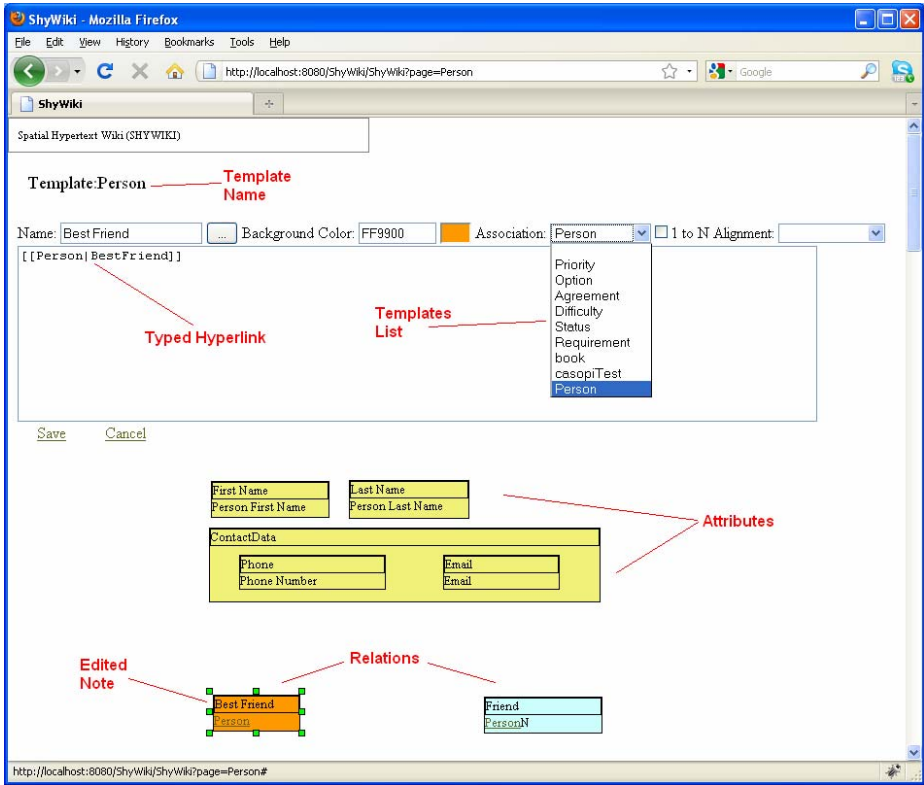 ShyWiki - Mozilla Firefox
File Edit View History Bookmarks Tools Help
http://localhost:8080/ShyWiki/ShyWiki?page=Person
Google
ShyWiki
Spatial Hypertext Wiki (SHYWIKI)
Template:Person
Template
Name
Name: Best Friend ... Background Color: FF9900 Association: Person 1 to N Alignment:
[[Person|BestFriend]]
Priority
Option
Agreement
Difficulty
Status
Requirement
book
casopiTest
Person
Templates
List
Typed Hyperlink
Save Cancel
First Name Last Name
Person First Name Person Last Name
Attributes
ContactData
Phone Email
Phone Number Email
Relations
Edited
Note
Best Friend Friend
Person PersonN
http://localhost:8080/ShyWiki/ShyWiki?page=Person#